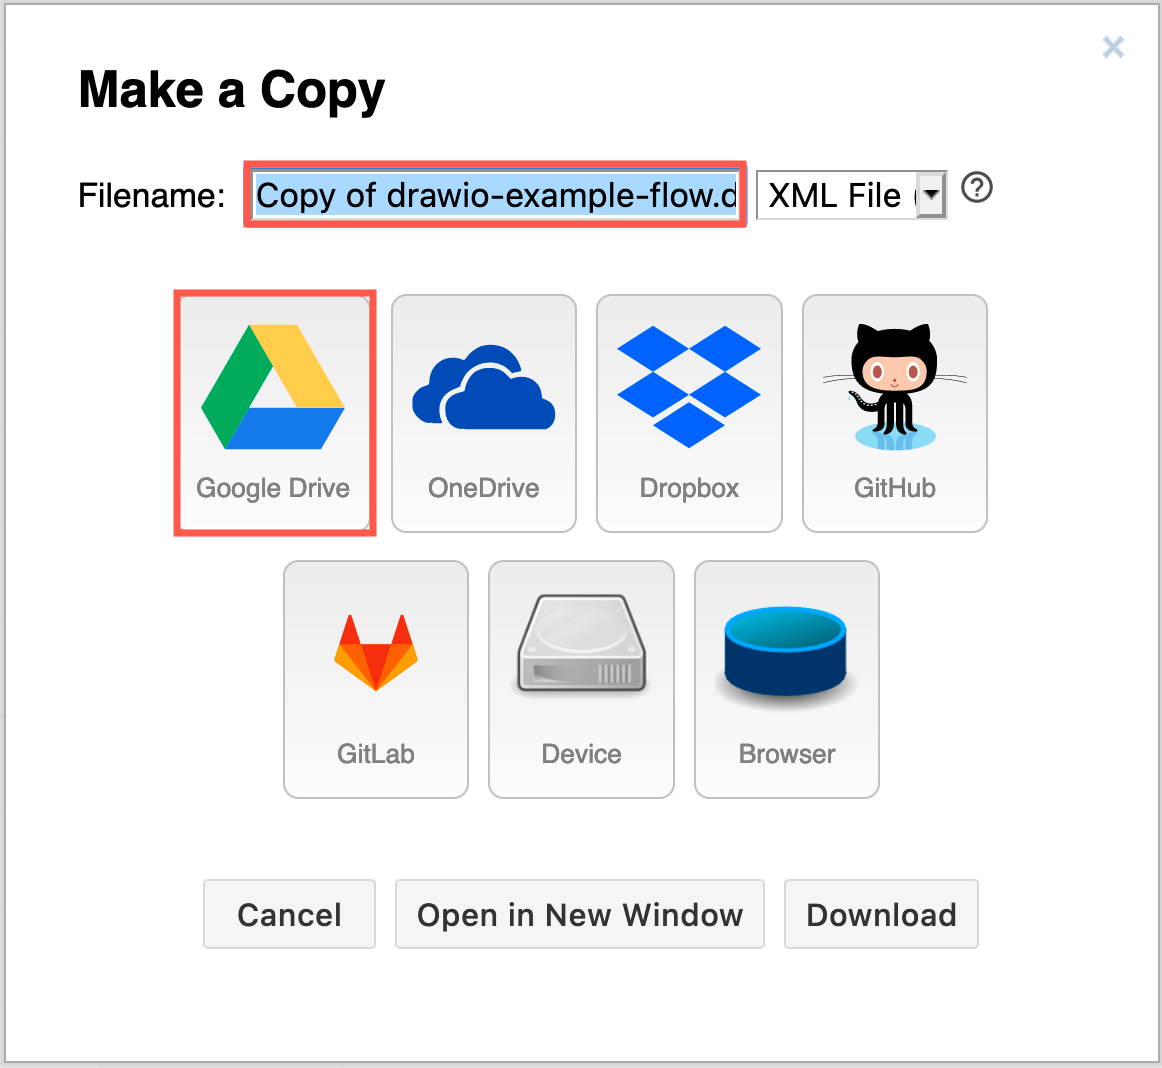 Make a Copy
Filename: Copy of drawio-example-flow.d XML File
Google Drive OneDrive Dropbox GitHub
GitLab Device Browser
Cancel Open in New Window Download